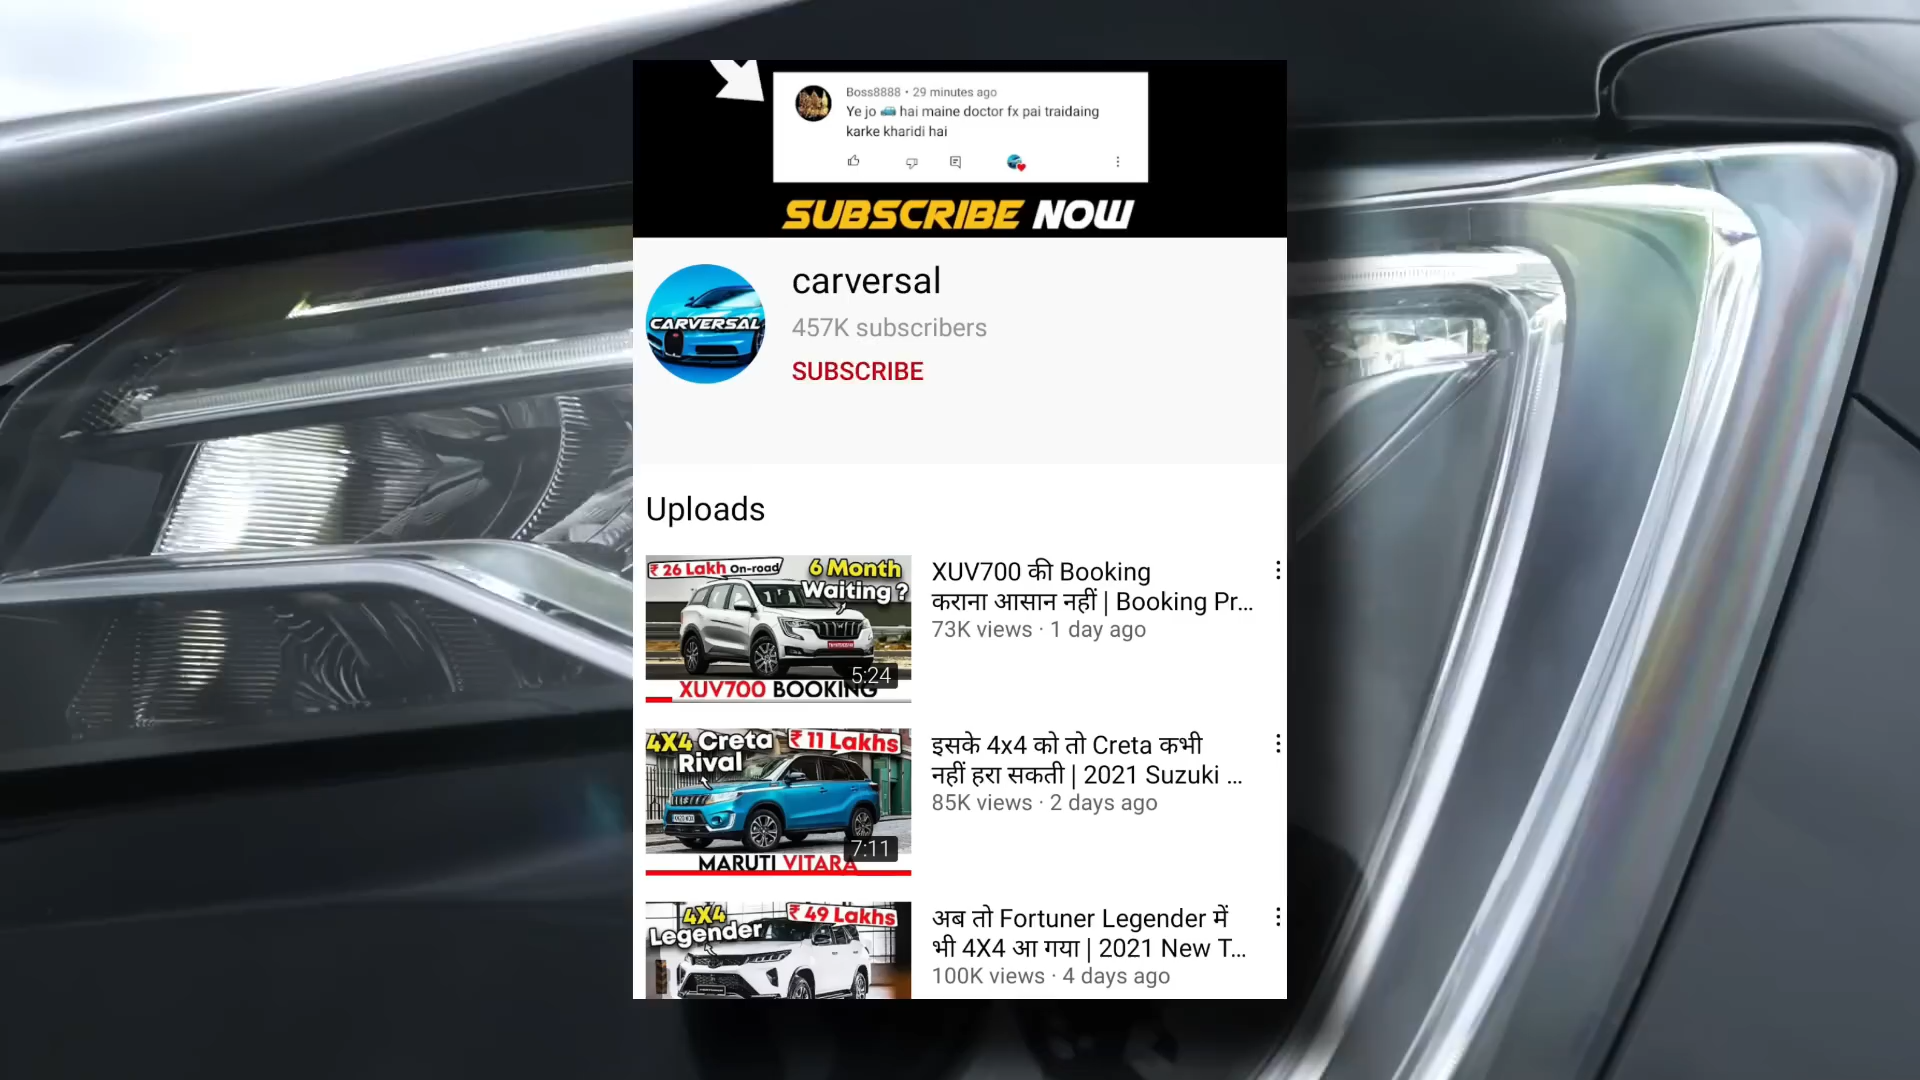 Boss8888 • 29 minutes ago
Ye jo 🚙 hai maine doctor fx pai traidaing
karke kharidi hai
SUBSCRIBE NOW
carversal
CARVERSAL
457K subscribers
SUBSCRIBE
Uploads
₹ 26 Lakh On-road
6 Month
Waiting ?
5:24
XUV700 BOOKING
XUV700 की Booking
कराना आसान नहीं | Booking Pr...
73K views · 1 day ago
4X4 Creta
Rival
₹ 11 Lakhs
7:11
MARUTI VITARA
इसके 4x4 को तो Creta कभी
नहीं हरा सकती | 2021 Suzuki ...
85K views · 2 days ago
4X4
Legender
₹ 49 Lakhs
अब तो Fortuner Legender में
भी 4X4 आ गया | 2021 New T...
100K views · 4 days ago